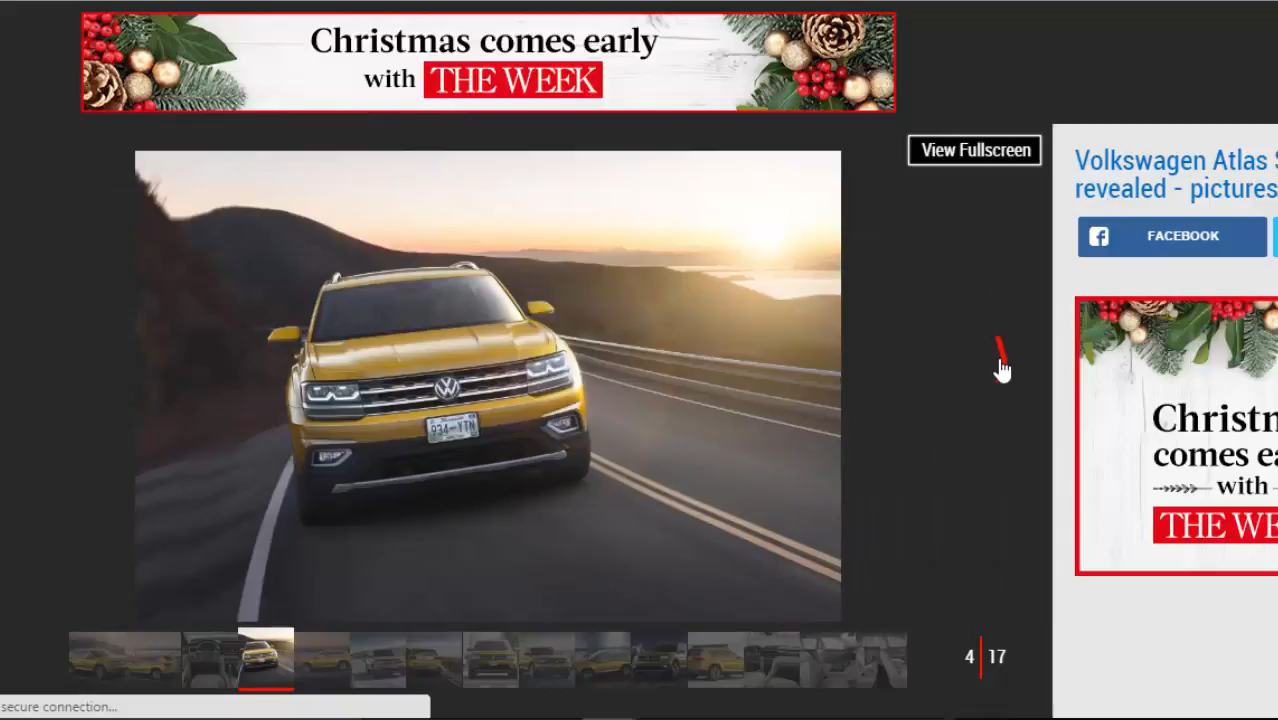 Christmas comes early
with THE WEEK
View Fullscreen
Volkswagen Atlas
revealed - pictures
FACEBOOK
934-YTN
Christm
comes ea
with
THE WE
4 17
secure connection...